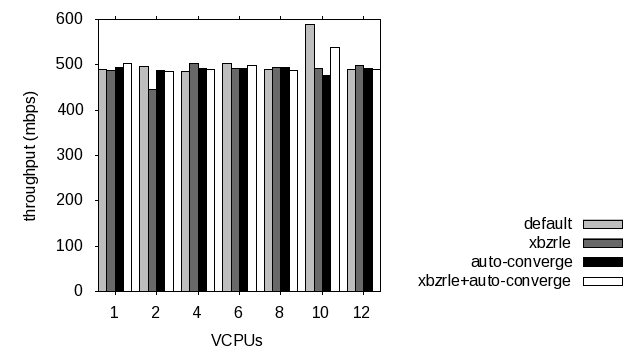 600
500
400
300
200
100
0
throughput (mbps)
1 2 4 6 8 10 12
VCPUs
default
xbzrle
auto-converge
xbzrle+auto-converge